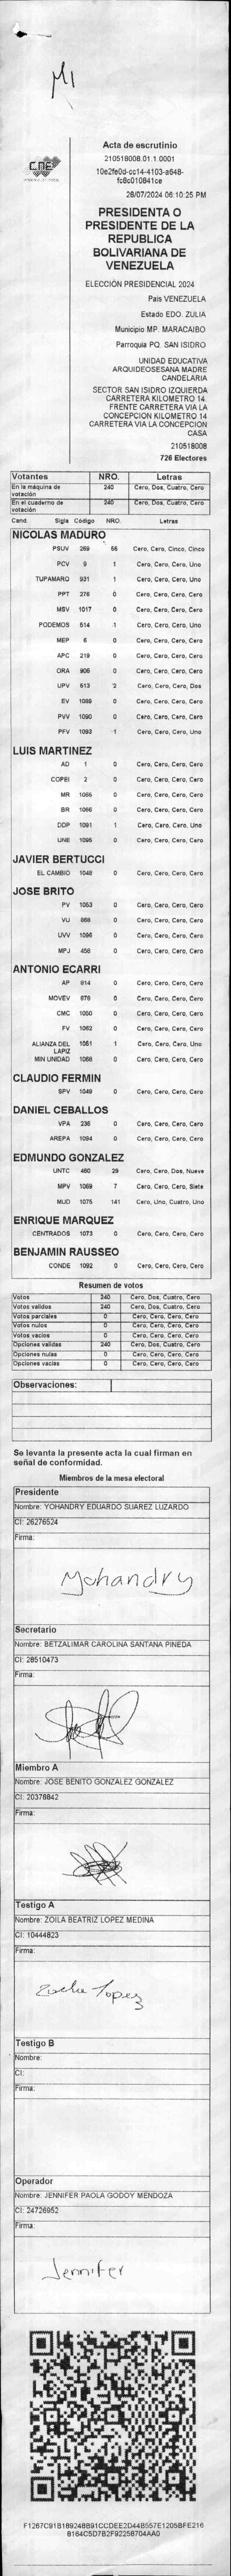 M1
CNE
Acta de escrutinio
210518008.01.1.0001
10e2fe0d-cc14-4103-a648-
fc8c010841ce
28/07/2024 06:10:25 PM
PRESIDENTA O
PRESIDENTE DE LA
REPUBLICA
BOLIVARIANA DE
VENEZUELA
ELECCIÓN PRESIDENCIAL 2024
País VENEZUELA
Estado EDO. ZULIA
Municipio MP. MARACAIBO
Parroquia PQ. SAN ISIDRO
UNIDAD EDUCATIVA
ARQUIDEOSESANA MADRE
CANDELARIA
SECTOR SAN ISIDRO IZQUIERDA
CARRETERA KILOMETRO 14.
FRENTE CARRETERA VIA LA
CONCEPCION KILOMETRO 14
CARRETERA VIA LA CONCEPCION
CASA
210518008
726 Electores
Votantes NRO. Letras
En la máquina de votación 240 Cero, Dos, Cuatro, Cero
En el cuaderno de votación 240 Cero, Dos, Cuatro, Cero
Cand. Sigla Código NRO. Letras
NICOLAS MADURO
PSUV 269 55 Cero, Cero, Cinco, Cinco
PCV 9 1 Cero, Cero, Cero, Uno
TUPAMARO 931 1 Cero, Cero, Cero, Uno
PPT 276 0 Cero, Cero, Cero, Cero
MSV 1017 0 Cero, Cero, Cero, Cero
PODEMOS 514 1 Cero, Cero, Cero, Uno
MEP 6 0 Cero, Cero, Cero, Cero
APC 219 0 Cero, Cero, Cero, Cero
ORA 905 0 Cero, Cero, Cero, Cero
UPV 513 2 Cero, Cero, Cero, Dos
EV 1089 0 Cero, Cero, Cero, Cero
PVV 1090 0 Cero, Cero, Cero, Cero
PFV 1093 1 Cero, Cero, Cero, Uno
LUIS MARTINEZ
AD 1 0 Cero, Cero, Cero, Cero
COPEI 2 0 Cero, Cero, Cero, Cero
MR 1065 0 Cero, Cero, Cero, Cero
BR 1066 0 Cero, Cero, Cero, Cero
DDP 1091 1 Cero, Cero, Cero, Uno
UNE 1095 0 Cero, Cero, Cero, Cero
JAVIER BERTUCCI
EL CAMBIO 1048 0 Cero, Cero, Cero, Cero
JOSE BRITO
PV 1053 0 Cero, Cero, Cero, Cero
VU 868 0 Cero, Cero, Cero, Cero
UVV 1096 0 Cero, Cero, Cero, Cero
MPJ 456 0 Cero, Cero, Cero, Cero
ANTONIO ECARRI
AP 814 0 Cero, Cero, Cero, Cero
MOVEV 876 0 Cero, Cero, Cero, Cero
CMC 1050 0 Cero, Cero, Cero, Cero
FV 1062 0 Cero, Cero, Cero, Cero
ALIANZA DEL LAPIZ 1051 1 Cero, Cero, Cero, Uno
MIN UNIDAD 1068 0 Cero, Cero, Cero, Cero
CLAUDIO FERMIN
SPV 1049 0 Cero, Cero, Cero, Cero
DANIEL CEBALLOS
VPA 236 0 Cero, Cero, Cero, Cero
AREPA 1094 0 Cero, Cero, Cero, Cero
EDMUNDO GONZALEZ
UNTC 460 29 Cero, Cero, Dos, Nueve
MPV 1069 7 Cero, Cero, Cero, Siete
MUD 1075 141 Cero, Uno, Cuatro, Uno
ENRIQUE MARQUEZ
CENTRADOS 1073 0 Cero, Cero, Cero, Cero
BENJAMIN RAUSSEO
CONDE 1092 0 Cero, Cero, Cero, Cero
Resumen de votos
Votos 240 Cero, Dos, Cuatro, Cero
Votos validos 240 Cero, Dos, Cuatro, Cero
Votos parciales 0 Cero, Cero, Cero, Cero
Votos nulos 0 Cero, Cero, Cero, Cero
Votos vacios 0 Cero, Cero, Cero, Cero
Opciones validas 240 Cero, Dos, Cuatro, Cero
Opciones nulas 0 Cero, Cero, Cero, Cero
Opciones vacias 0 Cero, Cero, Cero, Cero
Observaciones:
Se levanta la presente acta la cual firman en
señal de conformidad.
Miembros de la mesa electoral
Presidente
Nombre: YOHANDRY EDUARDO SUAREZ LUZARDO
CI: 26276524
Firma:
Yohandry
Secretario
Nombre: BETZALIMAR CAROLINA SANTANA PINEDA
CI: 28510473
Firma:
Miembro A
Nombre: JOSE BENITO GONZALEZ GONZALEZ
CI: 20378842
Firma:
Testigo A
Nombre: ZOILA BEATRIZ LOPEZ MEDINA
CI: 10444823
Firma:
Zoila Lopez
Testigo B
Nombre:
CI:
Firma:
Operador
Nombre: JENNIFER PAOLA GODOY MENDOZA
CI: 24726952
Firma:
Jennifer
F1267C91B189248B91CCDEE2D44B557E1205BFE216
8164C5D7B2F92258704AA0